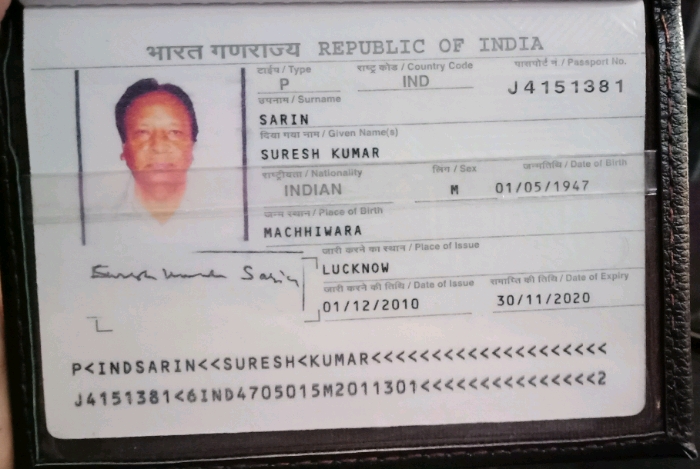 भारत गणराज्य REPUBLIC OF INDIA
टाईप / Type राष्ट्र कोड / Country Code पासपोर्ट नं / Passport No.
P IND J4151381
उपनाम / Surname
SARIN
दिया गया नाम / Given Name(s)
SURESH KUMAR
राष्ट्रीयता / Nationality लिंग / Sex जन्मतिथि / Date of Birth
INDIAN M 01/05/1947
जन्म स्थान / Place of Birth
MACHHIWARA
जारी करने का स्थान / Place of Issue
LUCKNOW
Suresh Kumar Sarin
जारी करने की तिथि / Date of Issue समाप्ति की तिथि / Date of Expiry
01/12/2010 30/11/2020
P<INDSARIN<<SURESH<KUMAR<<<<<<<<<<<<<<<<<<<<
J4151381<6IND4705015M2011301<<<<<<<<<<<<<<<2